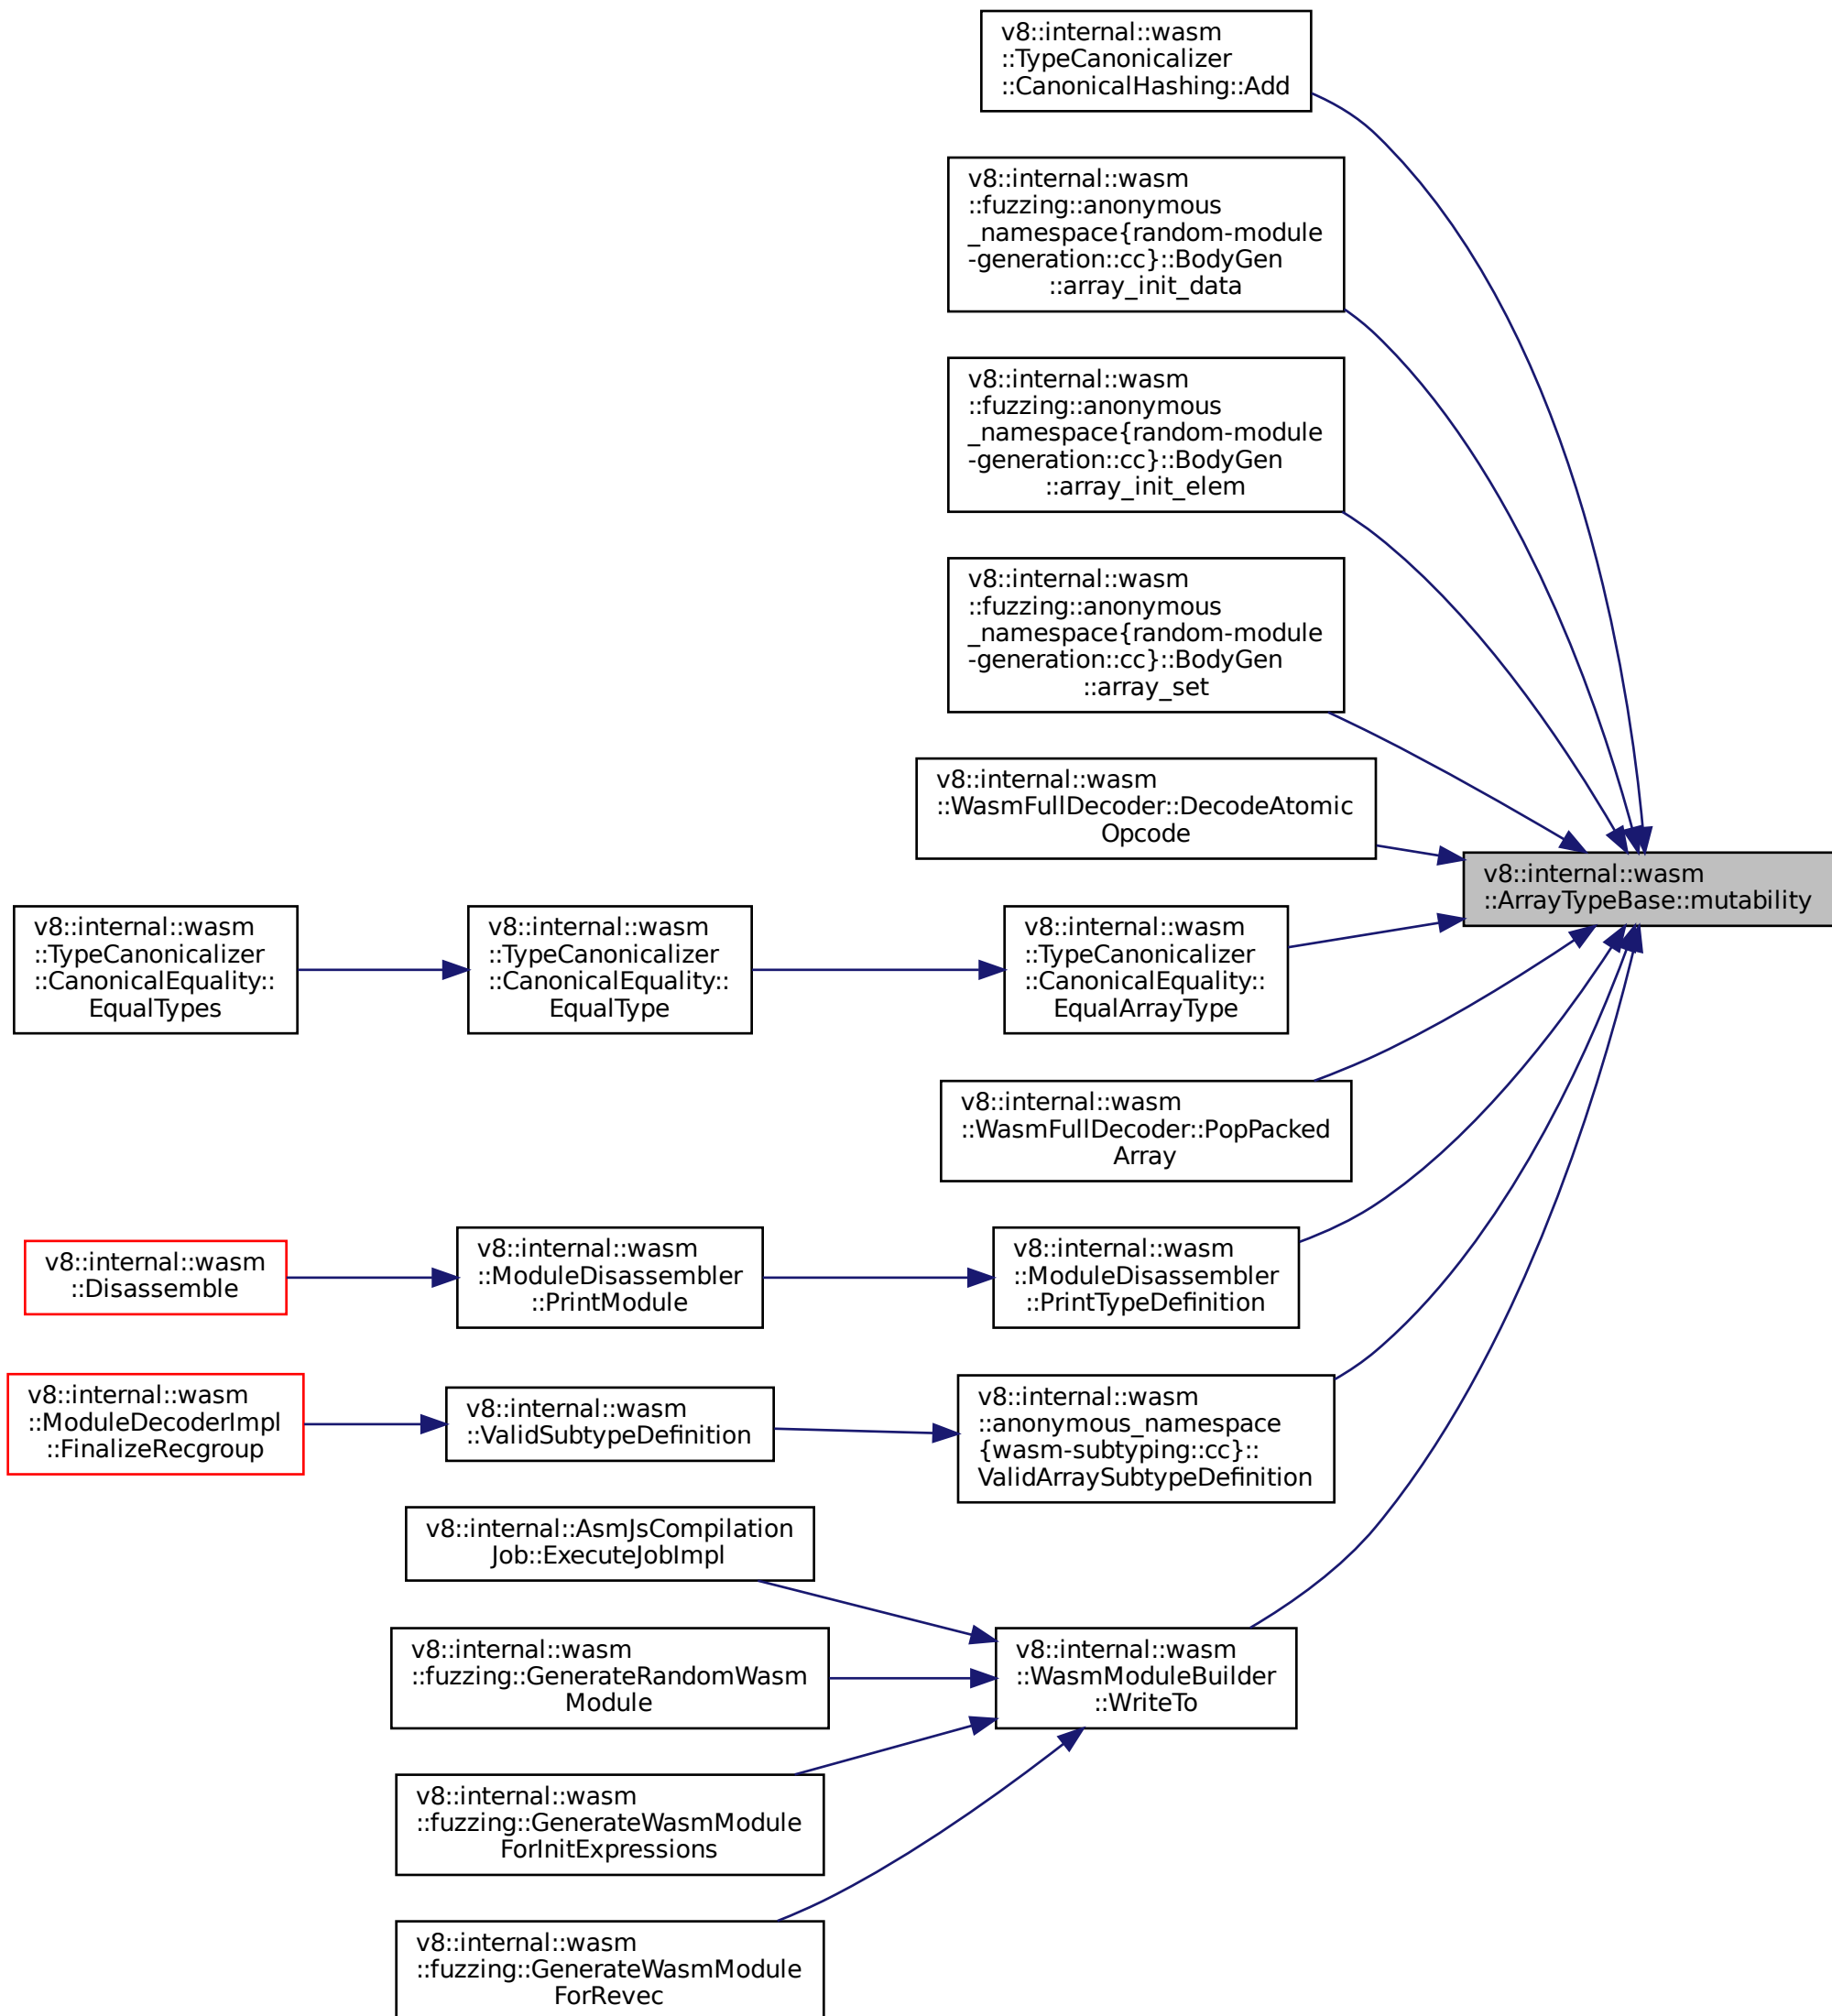 v8::internal::wasm
::TypeCanonicalizer
::CanonicalHashing::Add
v8::internal::wasm
::fuzzing::anonymous
_namespace{random-module
-generation::cc}::BodyGen
::array_init_data
v8::internal::wasm
::fuzzing::anonymous
_namespace{random-module
-generation::cc}::BodyGen
::array_init_elem
v8::internal::wasm
::fuzzing::anonymous
_namespace{random-module
-generation::cc}::BodyGen
::array_set
v8::internal::wasm
::WasmFullDecoder::DecodeAtomic
Opcode
v8::internal::wasm
::ArrayTypeBase::mutability
v8::internal::wasm
::TypeCanonicalizer
::CanonicalEquality::
EqualTypes
v8::internal::wasm
::TypeCanonicalizer
::CanonicalEquality::
EqualType
v8::internal::wasm
::TypeCanonicalizer
::CanonicalEquality::
EqualArrayType
v8::internal::wasm
::WasmFullDecoder::PopPacked
Array
v8::internal::wasm
::Disassemble
v8::internal::wasm
::ModuleDisassembler
::PrintModule
v8::internal::wasm
::ModuleDisassembler
::PrintTypeDefinition
v8::internal::wasm
::ModuleDecoderImpl
::FinalizeRecgroup
v8::internal::wasm
::ValidSubtypeDefinition
v8::internal::wasm
::anonymous_namespace
{wasm-subtyping::cc}::
ValidArraySubtypeDefinition
v8::internal::AsmJsCompilation
Job::ExecuteJobImpl
v8::internal::wasm
::fuzzing::GenerateRandomWasm
Module
v8::internal::wasm
::WasmModuleBuilder
::WriteTo
v8::internal::wasm
::fuzzing::GenerateWasmModule
ForInitExpressions
v8::internal::wasm
::fuzzing::GenerateWasmModule
ForRevec